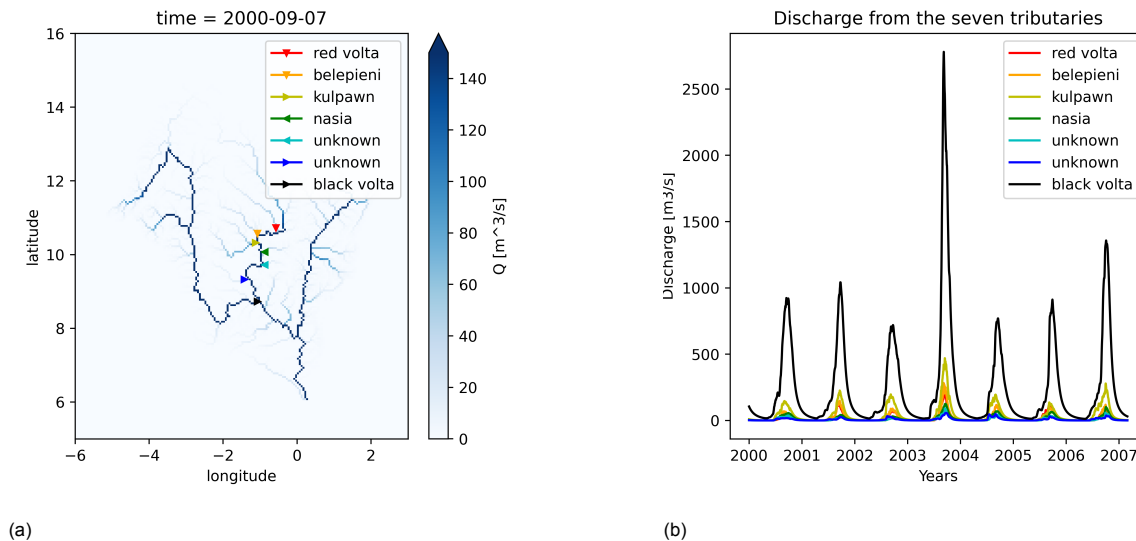 time = 2000-09-07
16
14
12
10
8
6
latitude
−6
−4
−2
0
2
longitude
red volta
belepieni
kulpawn
nasia
unknown
unknown
black volta
140
120
100
80
60
40
20
0
Q [m^3/s]
(a)
Discharge from the seven tributaries
2500
2000
1500
1000
500
0
Discharge [m3/s]
2000
2001
2002
2003
2004
2005
2006
2007
Years
red volta
belepieni
kulpawn
nasia
unknown
unknown
black volta
(b)